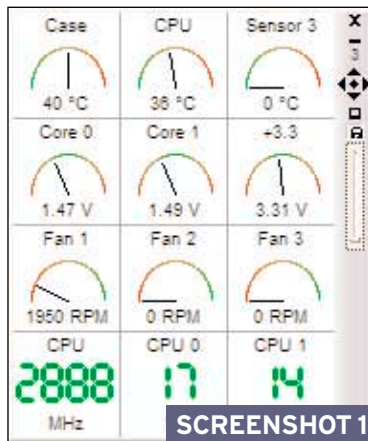 Case CPU Sensor 3
40 °C 36 °C 0 °C
Core 0 Core 1 +3.3
1.47 V 1.49 V 3.31 V
Fan 1 Fan 2 Fan 3
1950 RPM 0 RPM 0 RPM
CPU CPU 0 CPU 1
2888 17 14
MHz
3
SCREENSHOT 1